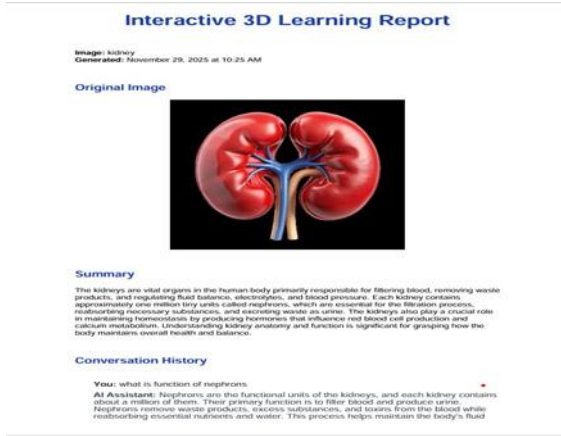 Interactive 3D Learning Report
Image: kidney
Generated: November 29, 2025 at 10:25 AM
Original Image
Summary
The kidneys are vital organs in the human body primarily responsible for filtering blood, removing waste
products, and regulating fluid balance, electrolytes, and blood pressure. Each kidney contains
approximately one million tiny units called nephrons, which are essential for the filtration process,
reabsorbing necessary substances, and excreting waste as urine. The kidneys also play a crucial role
in maintaining homeostasis by producing hormones that influence red blood cell production and
calcium metabolism. Understanding kidney anatomy and function is significant for grasping how the
body maintains overall health and balance.
Conversation History
You: what is function of nephrons
AI Assistant: Nephrons are the functional units of the kidneys, and each kidney contains
about a million of them. Their primary function is to filter blood and produce urine.
Nephrons remove waste products, excess substances, and toxins from the blood while
reabsorbing essential nutrients and water. This process helps maintain the body's fluid